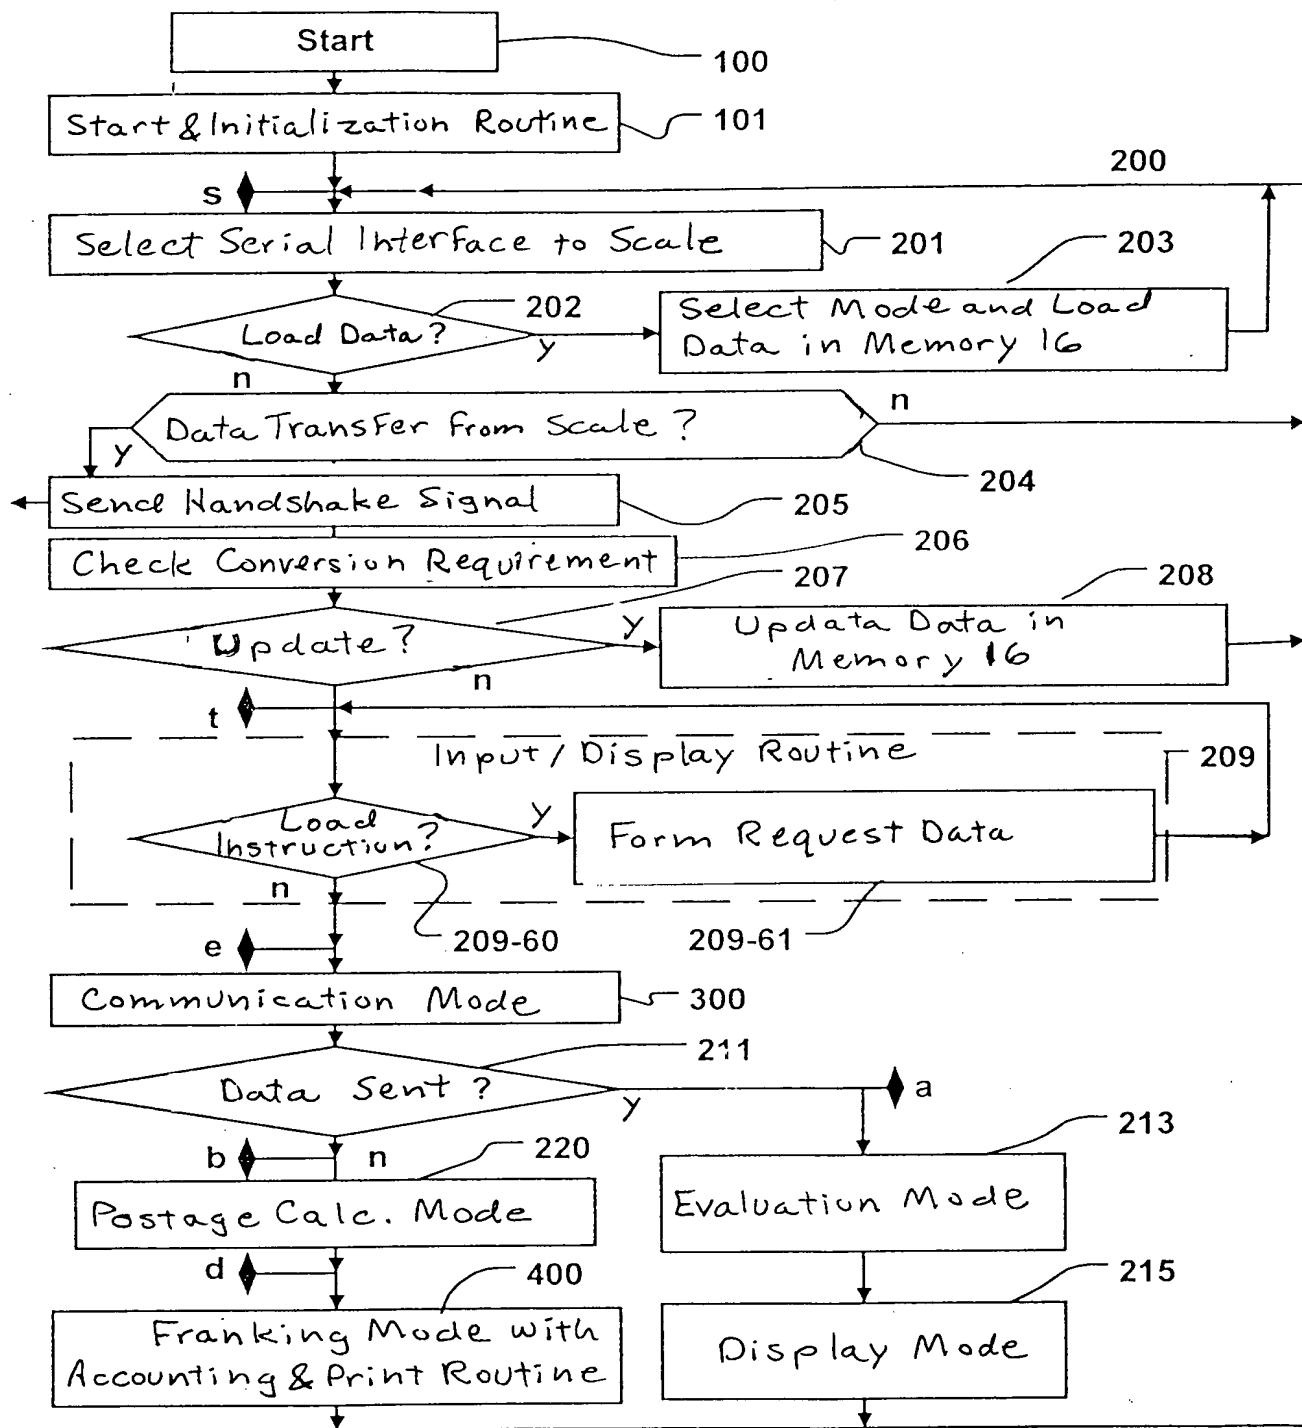 Start
100
Start & Initialization Routine
101
200
s
Select Serial Interface to Scale
201
203
202
Load Data?
y
Select Mode and Load
Data in Memory 16
n
n
Data Transfer from Scale?
y
204
Send Handshake Signal
205
206
Check Conversion Requirement
207
208
Update?
y
Updata Data in
Memory 16
n
t
Input / Display Routine
209
Load
Instruction?
y
Form Request Data
n
e
209-60
209-61
Communication Mode
300
211
Data Sent?
y
a
213
b
n
220
Postage Calc. Mode
Evaluation Mode
d
400
215
Franking Mode with
Accounting & Print Routine
Display Mode